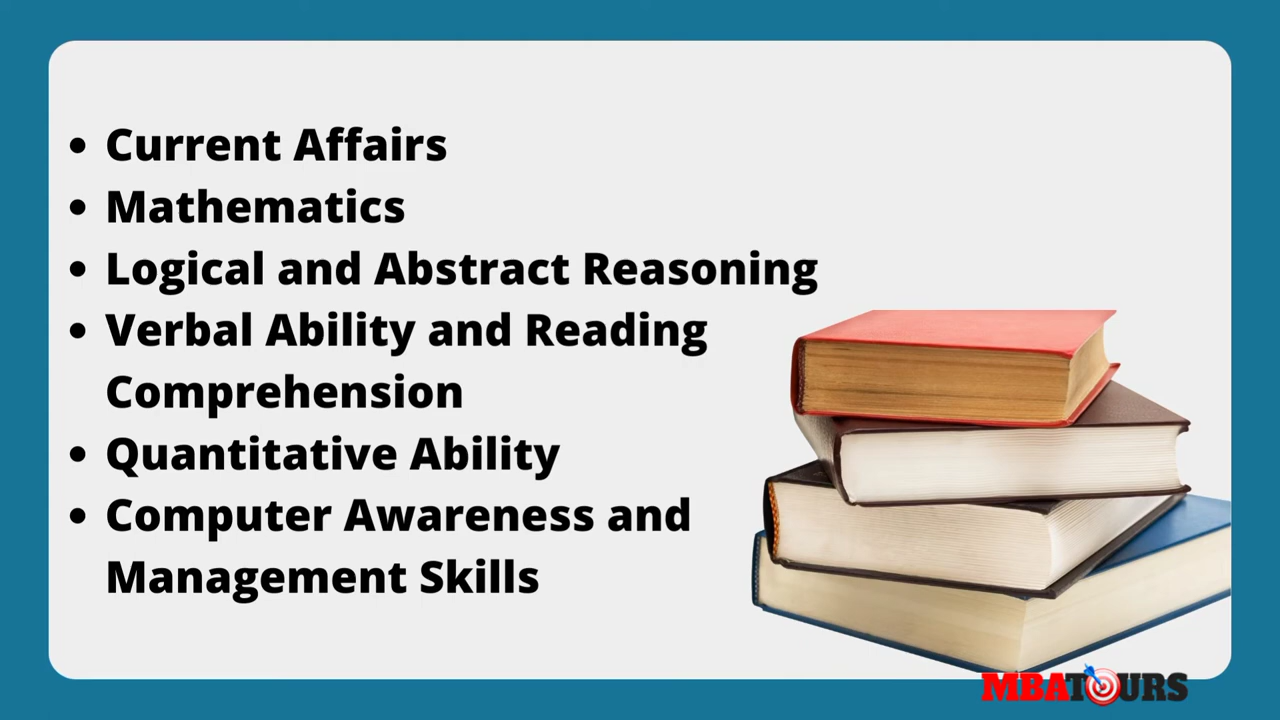 • Current Affairs
• Mathematics
• Logical and Abstract Reasoning
• Verbal Ability and Reading
Comprehension
• Quantitative Ability
• Computer Awareness and
Management Skills
MBATOURS